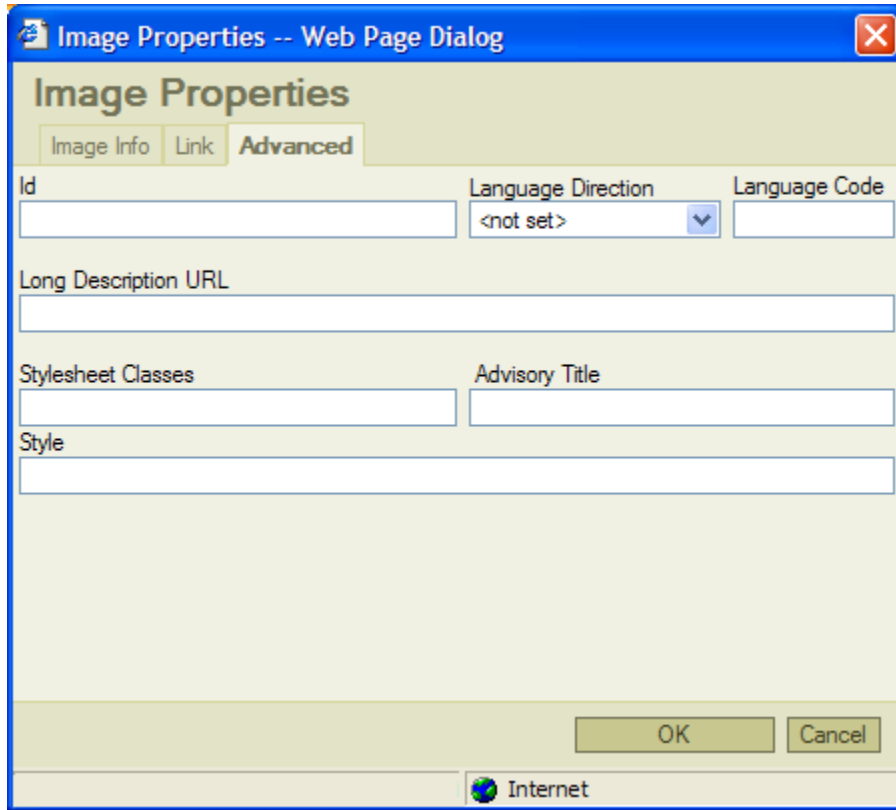 Image Properties -- Web Page Dialog
Image Properties
Image Info Link Advanced
Id Language Direction Language Code
<not set>
Long Description URL
Stylesheet Classes Advisory Title
Style
OK Cancel
Internet